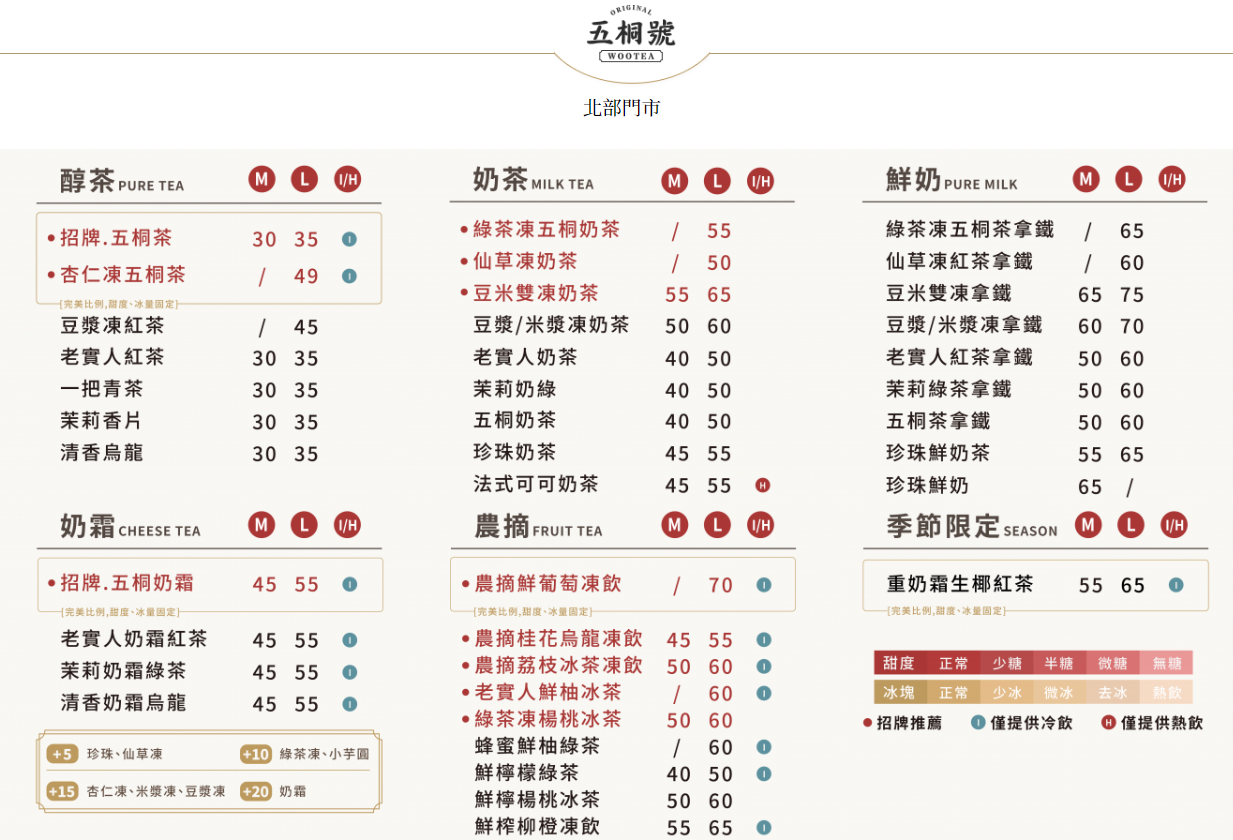 ORIGINAL
五桐號
WOOTEA
北部門市
醇茶 PURE TEA M L I/H
•招牌.五桐茶 30 35 I
•杏仁凍五桐茶 / 49 I
[完美比例,甜度、冰量固定]
豆漿凍紅茶 / 45
老實人紅茶 30 35
一把青茶 30 35
茉莉香片 30 35
清香烏龍 30 35
奶霜 CHEESE TEA M L I/H
•招牌.五桐奶霜 45 55 I
[完美比例,甜度、冰量固定]
老實人奶霜紅茶 45 55 I
茉莉奶霜綠茶 45 55 I
清香奶霜烏龍 45 55 I
+5 珍珠、仙草凍 +10 綠茶凍、小芋圓
+15 杏仁凍、米漿凍、豆漿凍 +20 奶霜
奶茶 MILK TEA M L I/H
•綠茶凍五桐奶茶 / 55
•仙草凍奶茶 / 50
•豆米雙凍奶茶 55 65
豆漿/米漿凍奶茶 50 60
老實人奶茶 40 50
茉莉奶綠 40 50
五桐奶茶 40 50
珍珠奶茶 45 55
法式可可奶茶 45 55 H
農摘 FRUIT TEA M L I/H
•農摘鮮葡萄凍飲 / 70 I
[完美比例,甜度、冰量固定]
•農摘桂花烏龍凍飲 45 55 I
•農摘荔枝冰茶凍飲 50 60 I
•老實人鮮柚冰茶 / 60 I
•綠茶凍楊桃冰茶 50 60
蜂蜜鮮柚綠茶 / 60 I
鮮檸檬綠茶 40 50 I
鮮檸楊桃冰茶 50 60
鮮榨柳橙凍飲 55 65 I
鮮奶 PURE MILK M L I/H
綠茶凍五桐茶拿鐵 / 65
仙草凍紅茶拿鐵 / 60
豆米雙凍拿鐵 65 75
豆漿/米漿凍拿鐵 60 70
老實人紅茶拿鐵 50 60
茉莉綠茶拿鐵 50 60
五桐茶拿鐵 50 60
珍珠鮮奶茶 55 65
珍珠鮮奶 65 /
季節限定 SEASON M L I/H
重奶霜生椰紅茶 55 65 I
[完美比例,甜度、冰量固定]
甜度 正常 少糖 半糖 微糖 無糖
冰塊 正常 少冰 微冰 去冰 熱飲
•招牌推薦 I 僅提供冷飲 H 僅提供熱飲